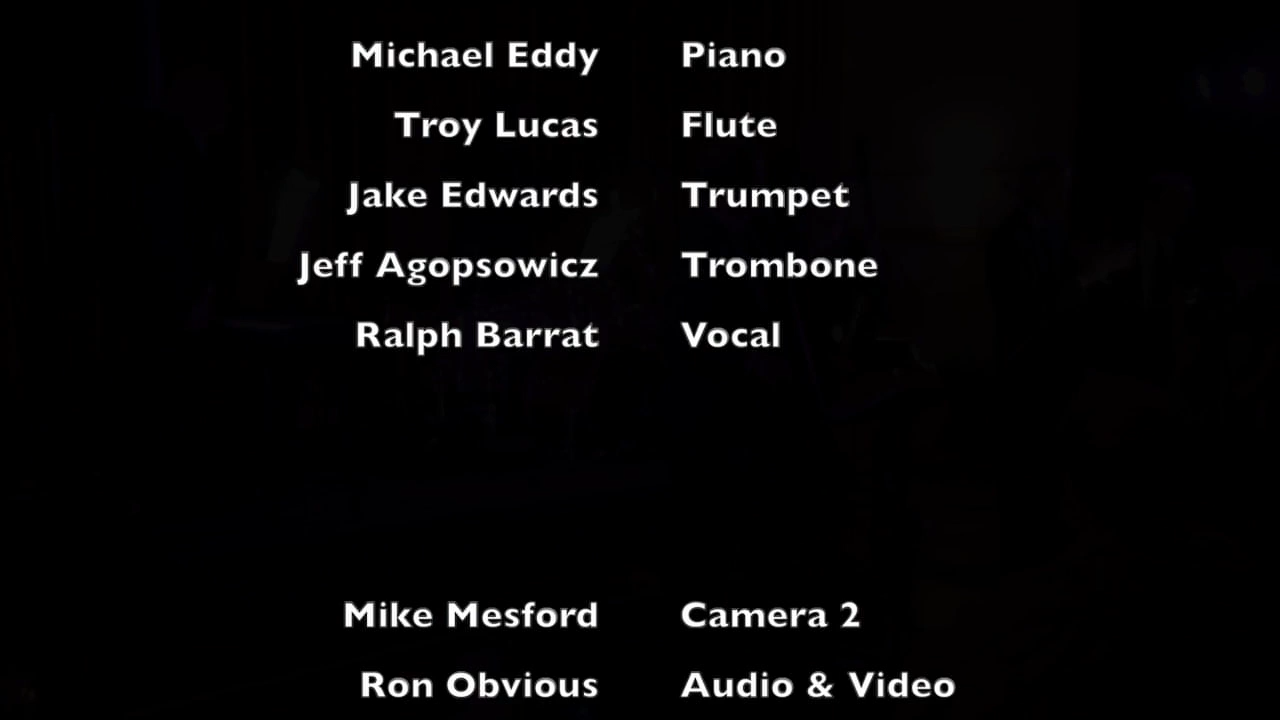 Michael Eddy Piano
Troy Lucas Flute
Jake Edwards Trumpet
Jeff Agopsowicz Trombone
Ralph Barrat Vocal
Mike Mesford Camera 2
Ron Obvious Audio & Video